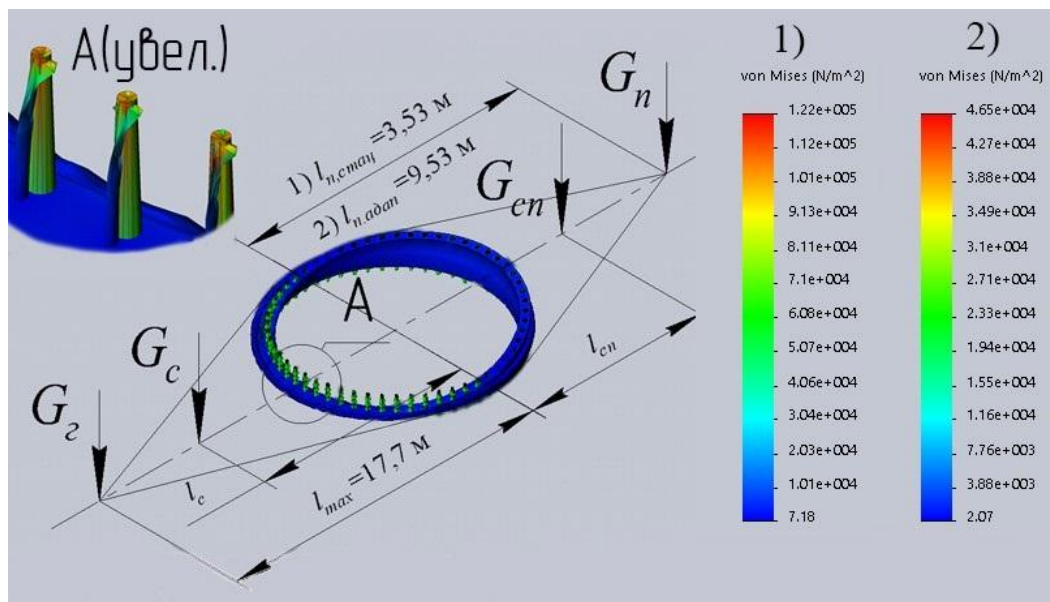 А(увел.)
1) lп,стац=3,53 м
2) lп.адап=9,53 м
Gп
Gсп
А
Gс
Gг
lсп
lс
lmax=17,7 м
1)
von Mises (N/m^2)
1.22e+005
1.12e+005
1.01e+005
9.13e+004
8.11e+004
7.1e+004
6.08e+004
5.07e+004
4.06e+004
3.04e+004
2.03e+004
1.01e+004
7.18
2)
von Mises (N/m^2)
4.65e+004
4.27e+004
3.88e+004
3.49e+004
3.1e+004
2.71e+004
2.33e+004
1.94e+004
1.55e+004
1.16e+004
7.76e+003
3.88e+003
2.07